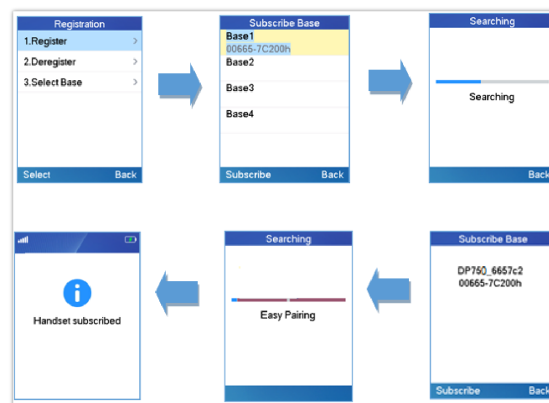 Registration
1.Register
2.Deregister
3.Select Base
Select Back
Subscribe Base
Base1
00665-7C200h
Base2
Base3
Base4
Subscribe Back
Searching
Searching
Back
Handset subscribed
Searching
Easy Pairing
Subscribe Base
DP750_6657c2
00665-7C200h
Subscribe Back